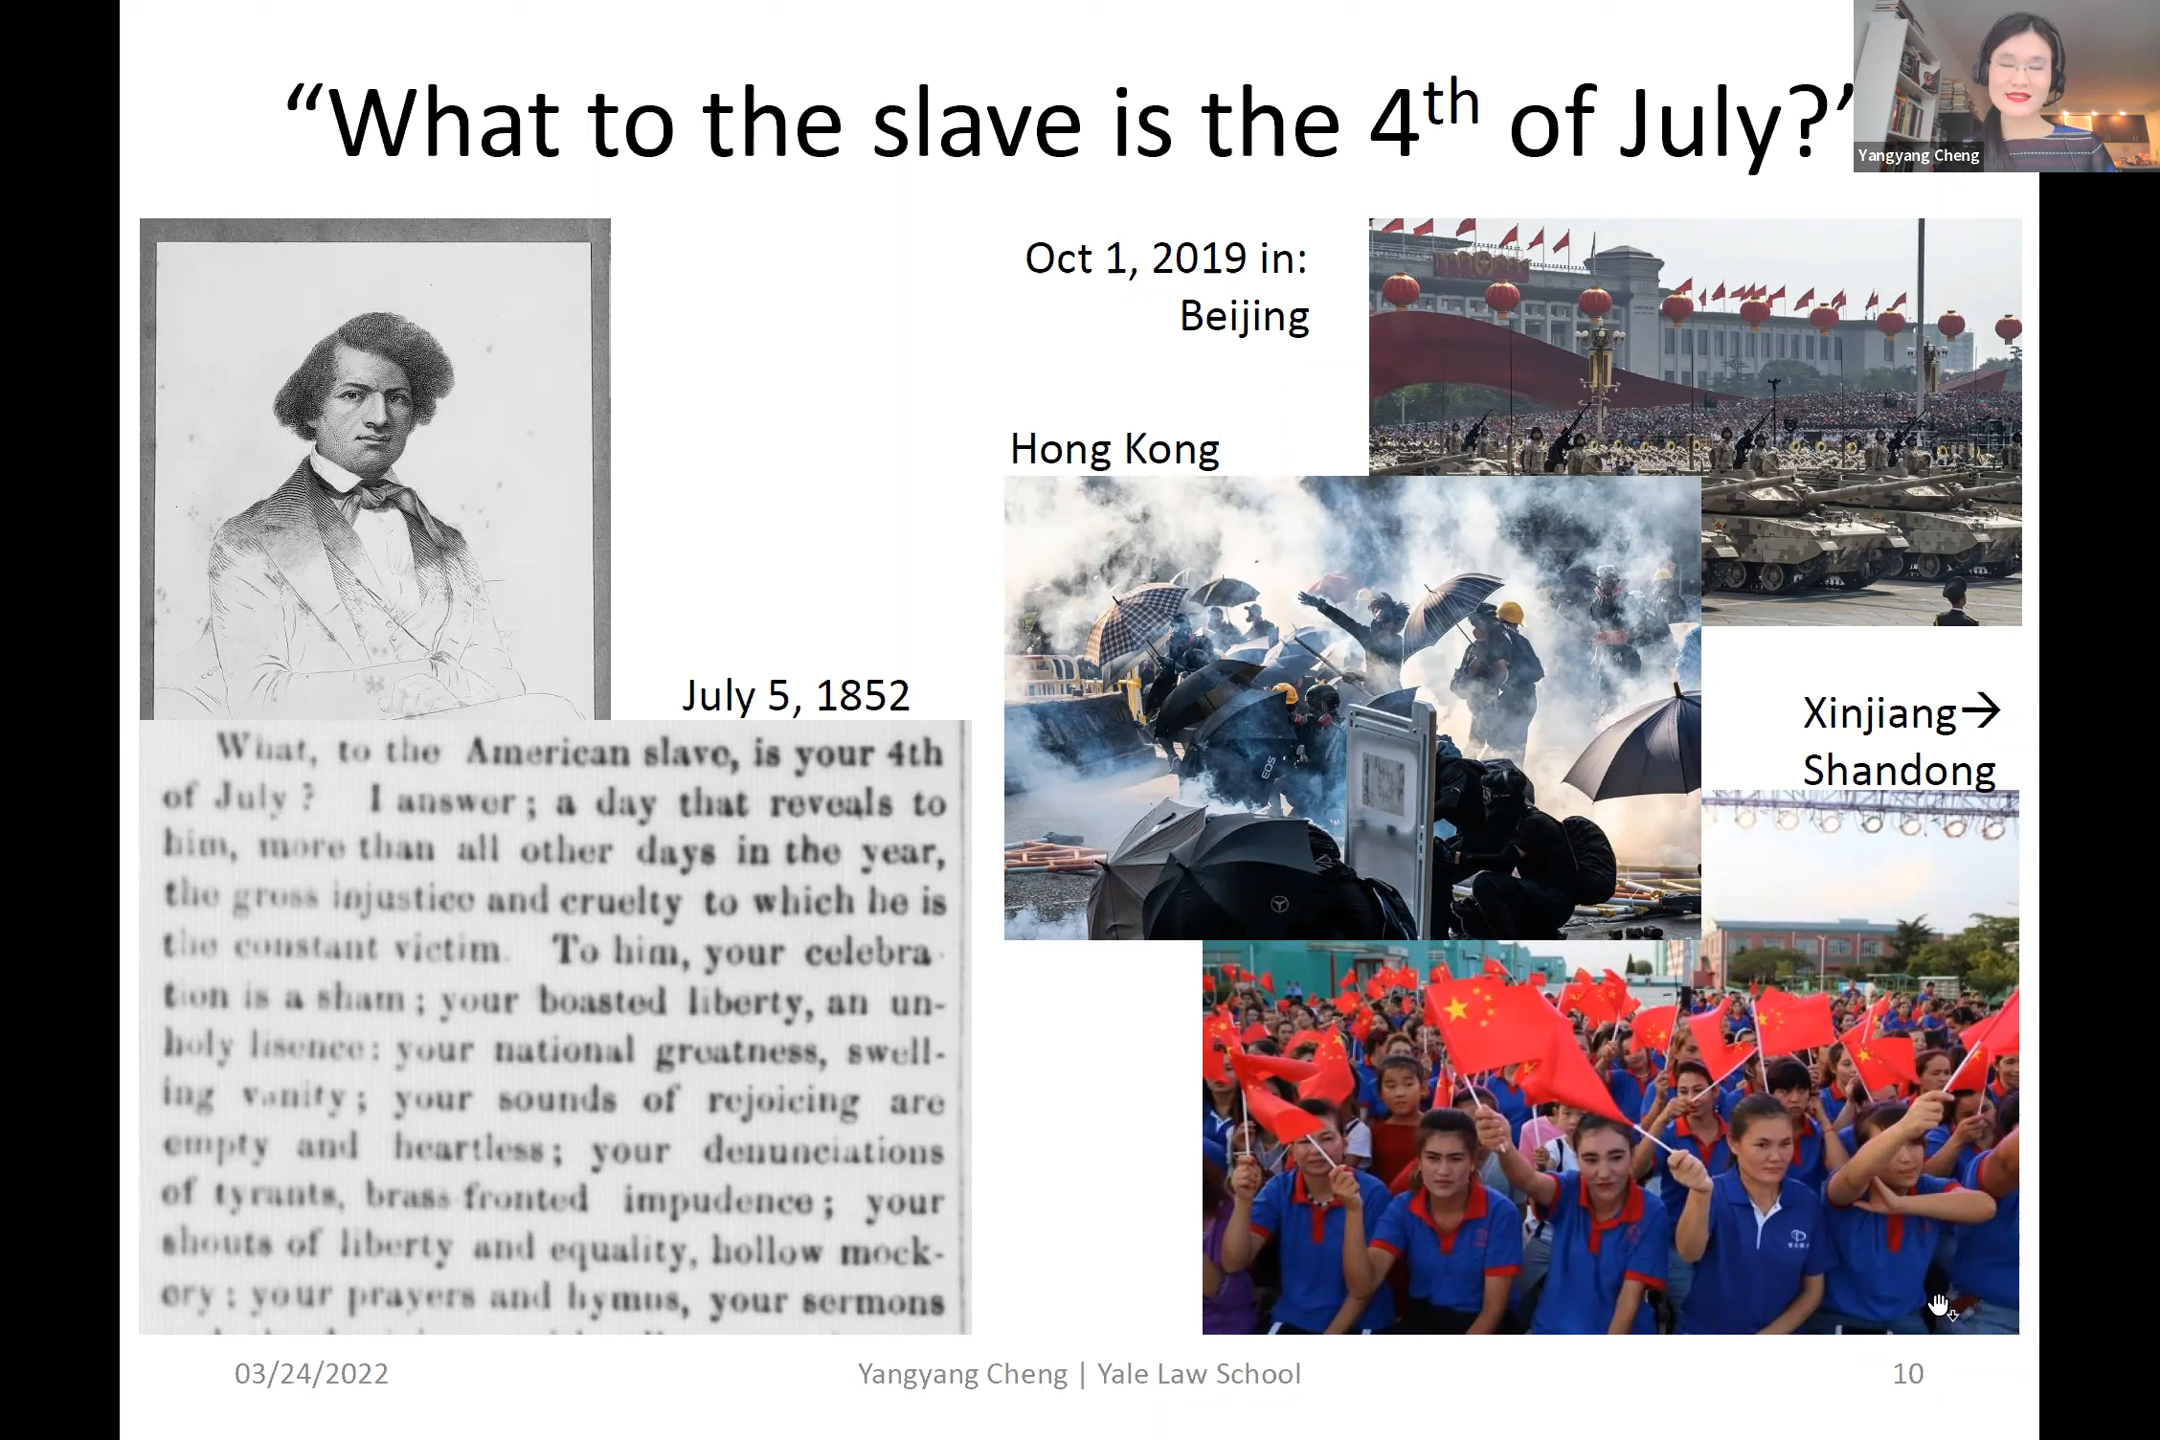 “What to the slave is the 4th of July?”
Yangyang Cheng
Oct 1, 2019 in:
Beijing
Hong Kong
July 5, 1852
Xinjiang→
Shandong
What, to the American slave, is your 4th
of July? I answer; a day that reveals to
him, more than all other days in the year,
the gross injustice and cruelty to which he is
the constant victim. To him, your celebra-
tion is a sham; your boasted liberty, an un-
holy lisence: your national greatness, swell-
ing vanity; your sounds of rejoicing are
empty and heartless; your denunciations
of tyrants, brass fronted impudence; your
shouts of liberty and equality, hollow mock-
ery; your prayers and hymns, your sermons
EOS
03/24/2022
Yangyang Cheng | Yale Law School
10